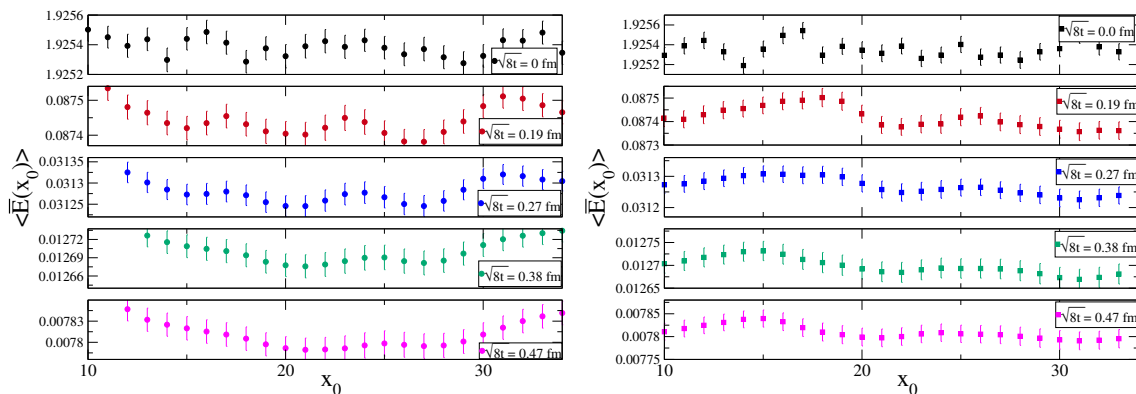 1.9256
1.9254
1.9252
√8t = 0 fm
0.0875
0.0874
√8t = 0.19 fm
0.03135
0.0313
0.03125
√8t = 0.27 fm
0.01272
0.01269
0.01266
√8t = 0.38 fm
0.00783
0.0078
√8t = 0.47 fm
10
20
30
x0
<E̅(x0)>
1.9256
1.9254
1.9252
√8t = 0.0 fm
0.0875
0.0874
0.0873
√8t = 0.19 fm
0.0313
0.0312
√8t = 0.27 fm
0.01275
0.0127
0.01265
√8t = 0.38 fm
0.00785
0.0078
0.00775
√8t = 0.47 fm
10
20
30
x0
<E̅(x0)>